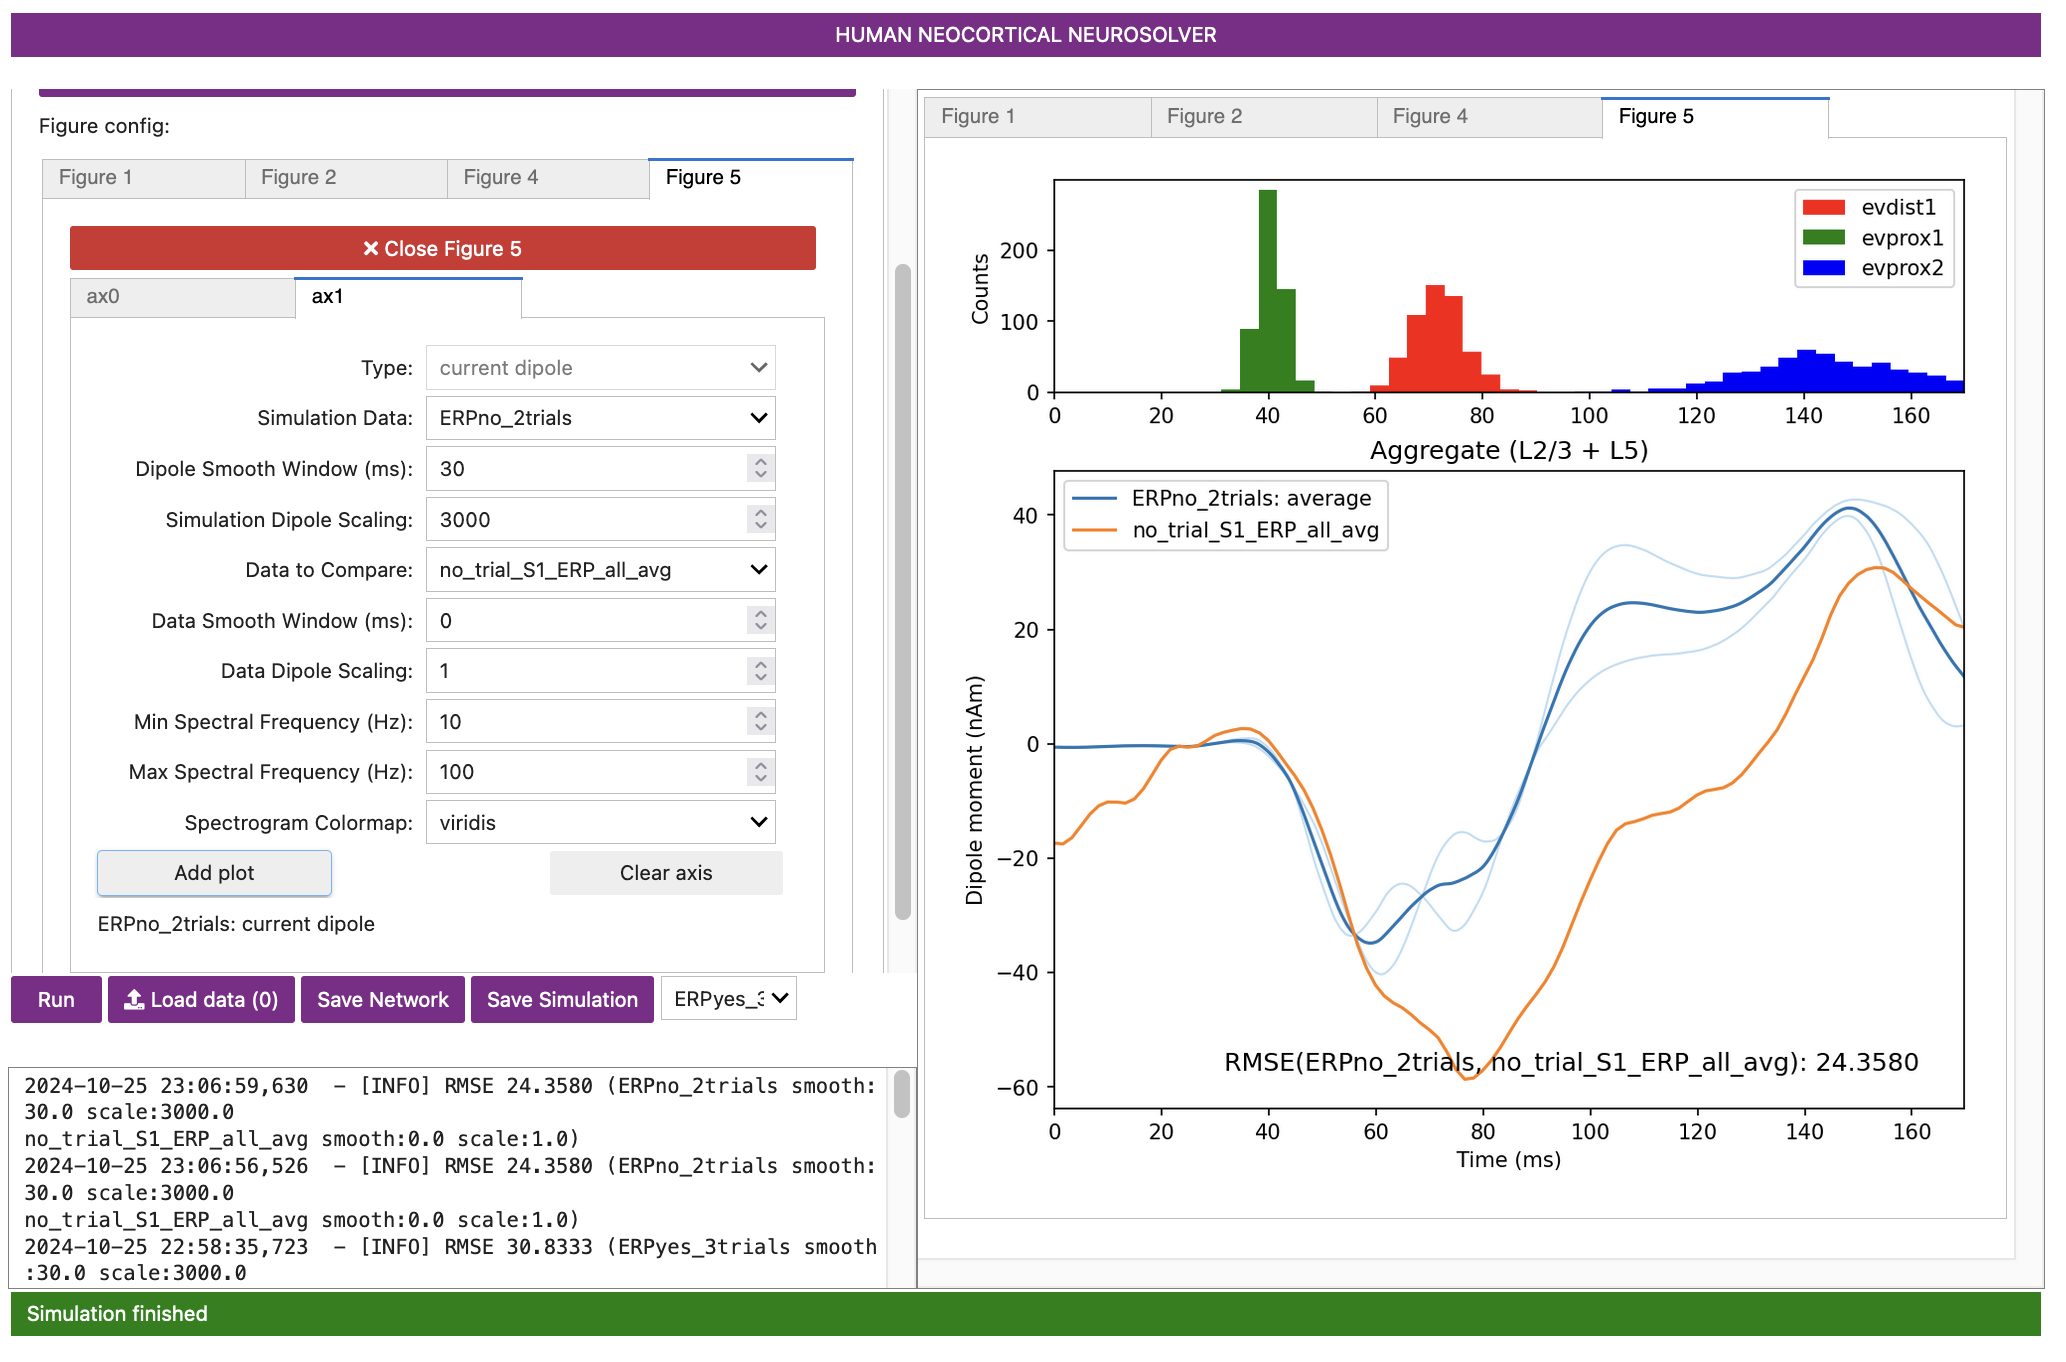 HUMAN NEOCORTICAL NEUROSOLVER
Figure config:
Figure 1
Figure 2
Figure 4
Figure 5
Close Figure 5
ax0
ax1
Type:
current dipole
Simulation Data:
ERPno_2trials
Dipole Smooth Window (ms):
30
Simulation Dipole Scaling:
3000
Data to Compare:
no_trial_S1_ERP_all_avg
Data Smooth Window (ms):
0
Data Dipole Scaling:
1
Min Spectral Frequency (Hz):
10
Max Spectral Frequency (Hz):
100
Spectrogram Colormap:
viridis
Add plot
Clear axis
ERPno_2trials: current dipole
Run
Load data (0)
Save Network
Save Simulation
ERPyes_3
2024-10-25 23:06:59,630 - [INFO] RMSE 24.3580 (ERPno_2trials smooth:
30.0 scale:3000.0
no_trial_S1_ERP_all_avg smooth:0.0 scale:1.0)
2024-10-25 23:06:56,526 - [INFO] RMSE 24.3580 (ERPno_2trials smooth:
30.0 scale:3000.0
no_trial_S1_ERP_all_avg smooth:0.0 scale:1.0)
2024-10-25 22:58:35,723 - [INFO] RMSE 30.8333 (ERPyes_3trials smooth
:30.0 scale:3000.0
Simulation finished
Figure 1
Figure 2
Figure 4
Figure 5
Counts
200
100
0
evdist1
evprox1
evprox2
0 20 40 60 80 100 120 140 160
Aggregate (L2/3 + L5)
ERPno_2trials: average
no_trial_S1_ERP_all_avg
Dipole moment (nAm)
40
20
0
−20
−40
−60
RMSE(ERPno_2trials, no_trial_S1_ERP_all_avg): 24.3580
0 20 40 60 80 100 120 140 160
Time (ms)